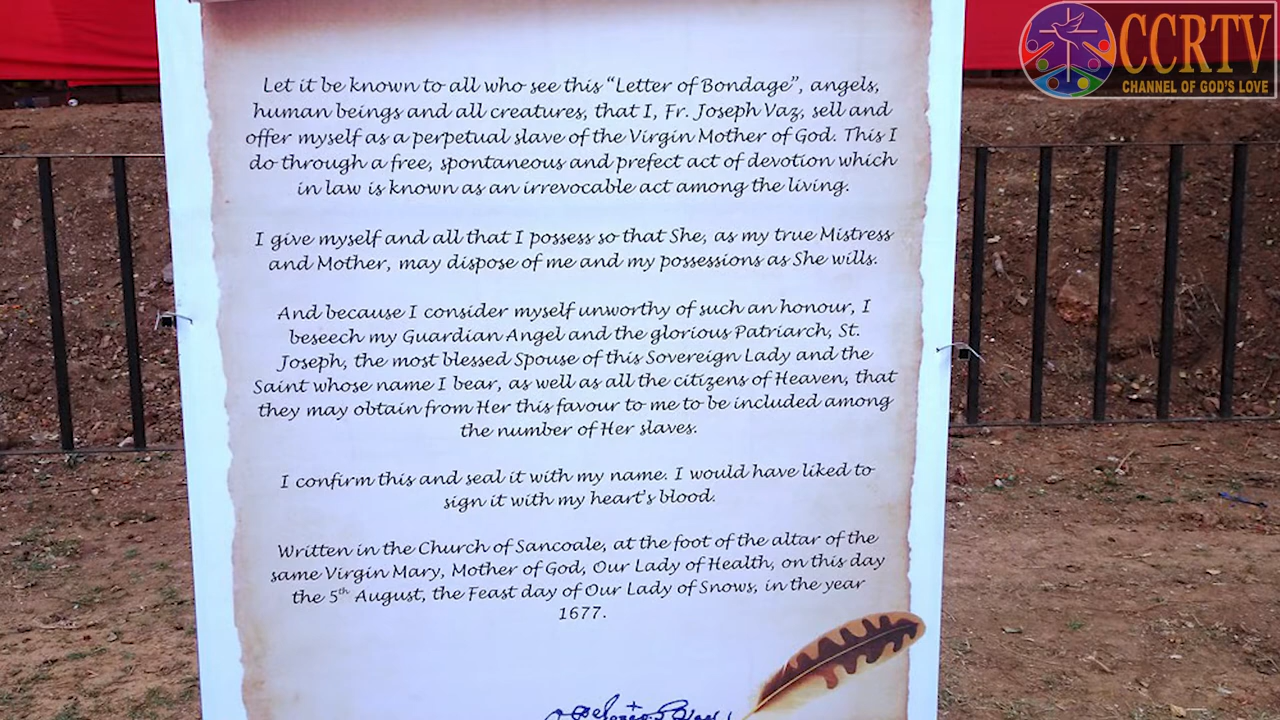 CCRTV
CHANNEL OF GOD'S LOVE
Let it be known to all who see this "Letter of Bondage", angels,
human beings and all creatures, that I, Fr. Joseph Vaz, sell and
offer myself as a perpetual slave of the Virgin Mother of God. This I
do through a free, spontaneous and prefect act of devotion which
in law is known as an irrevocable act among the living.
I give myself and all that I possess so that She, as my true Mistress
and Mother, may dispose of me and my possessions as She wills.
And because I consider myself unworthy of such an honour, I
beseech my Guardian Angel and the glorious Patriarch, St.
Joseph, the most blessed Spouse of this Sovereign Lady and the
Saint whose name I bear, as well as all the citizens of Heaven, that
they may obtain from Her this favour to me to be included among
the number of Her slaves.
I confirm this and seal it with my name. I would have liked to
sign it with my heart's blood.
Written in the Church of Sancoale, at the foot of the altar of the
same Virgin Mary, Mother of God, Our Lady of Health, on this day
the 5th August, the Feast day of Our Lady of Snows, in the year
1677.